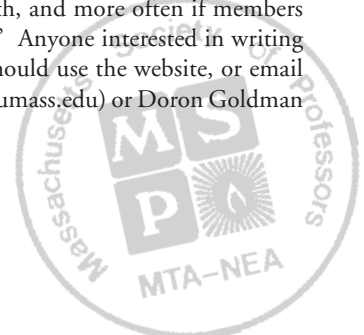 th, and more often if members
” Anyone interested in writing
hould use the website, or email
umass.edu) or Doron Goldman
Massachusetts Society of Professors
M S
P
MTA–NEA